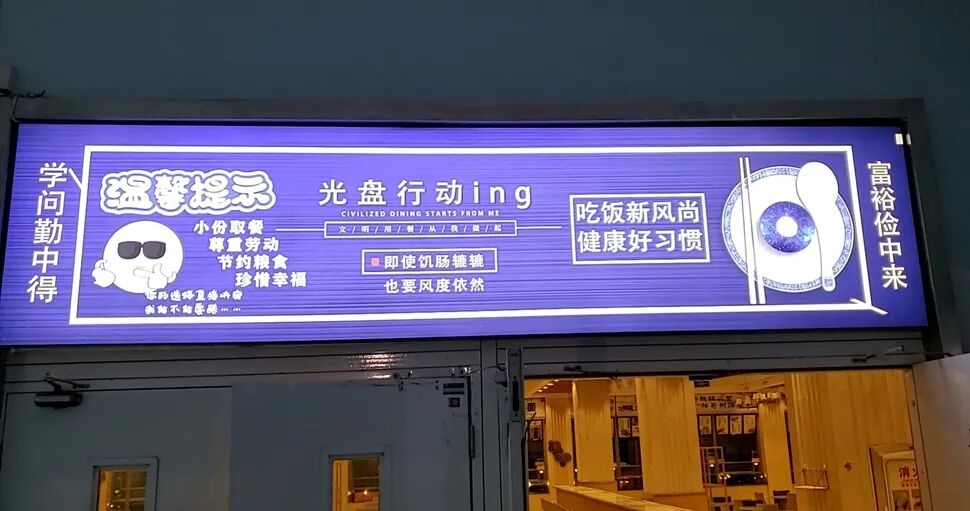 学问勤中得
温馨提示
小份取餐
尊重劳动
节约粮食
珍惜幸福
光盘行动ing
CIVILIZED DINING STARTS FROM ME
文明用餐从我做起
即使饥肠辘辘
也要风度依然
吃饭新风尚
健康好习惯
富裕俭中来
消火